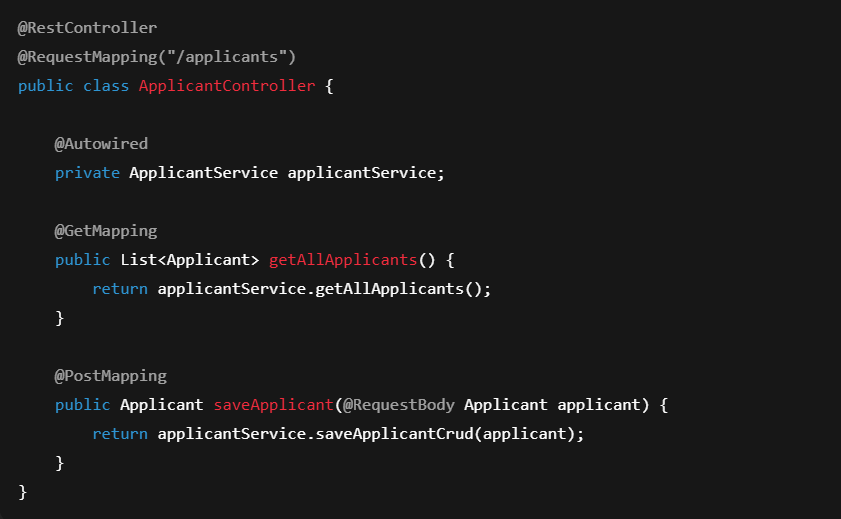 @RestController
@RequestMapping("/applicants")
public class ApplicantController {
@Autowired
private ApplicantService applicantService;
@GetMapping
public List<Applicant> getAllApplicants() {
return applicantService.getAllApplicants();
}
@PostMapping
public Applicant saveApplicant(@RequestBody Applicant applicant) {
return applicantService.saveApplicantCrud(applicant);
}
}